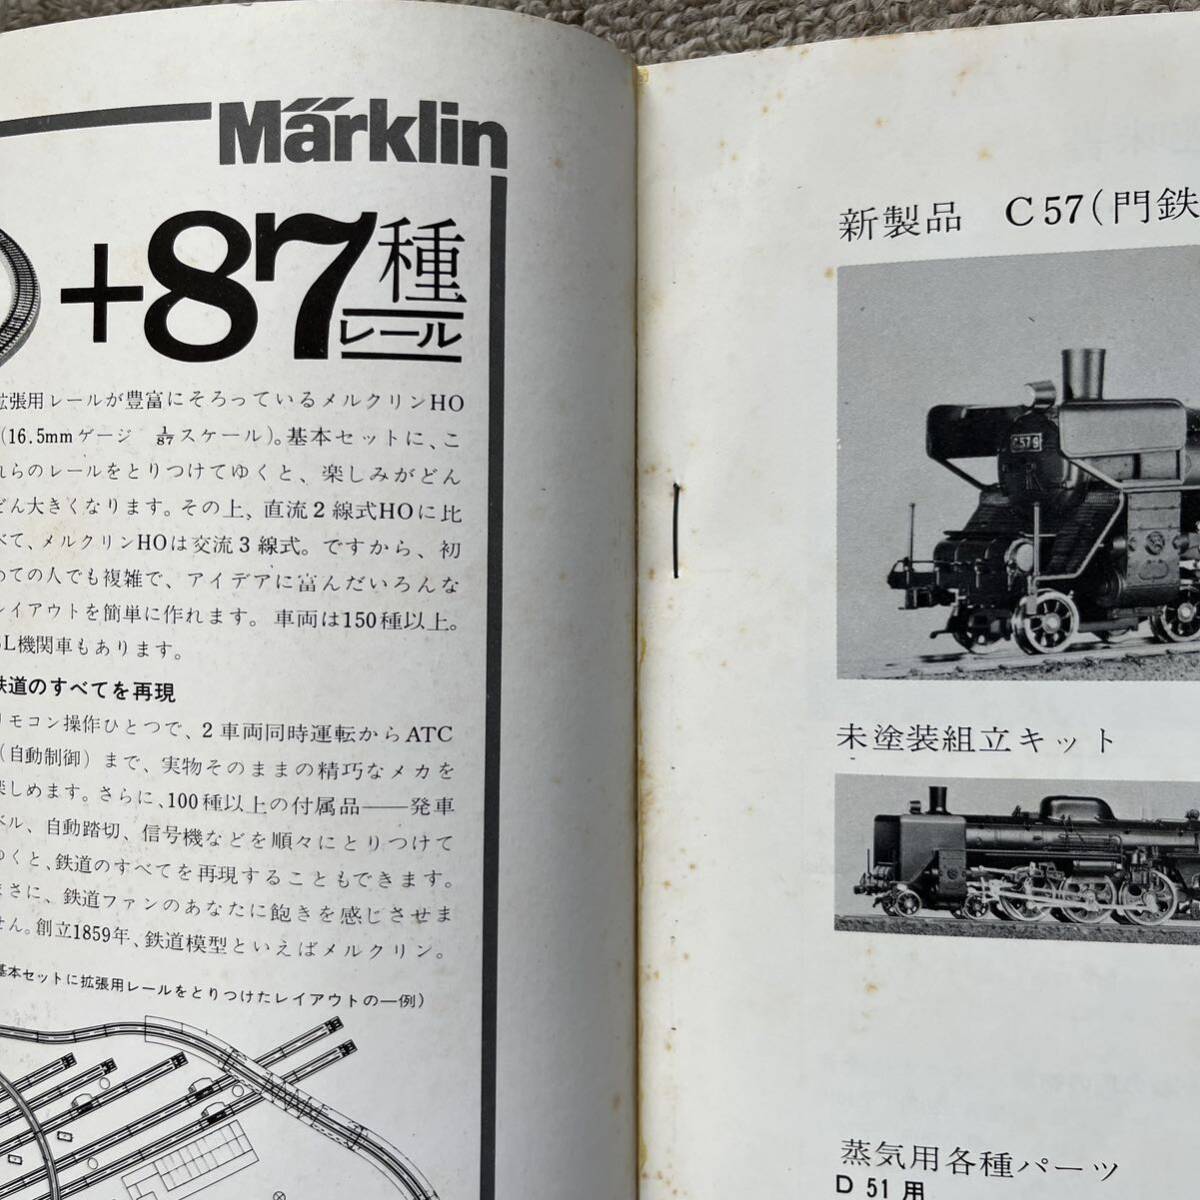 Märklin
+87種
レール
拡張用レールが豊富にそろっているメルクリンHO
(16.5mmゲージ 1/87スケール)。基本セットに、こ
れらのレールをとりつけてゆくと、楽しみがどん
どん大きくなります。その上、直流2線式HOに比
べて、メルクリンHOは交流3線式。ですから、初
めての人でも複雑で、アイデアに富んだいろんな
レイアウトを簡単に作れます。車両は150種以上。
SL機関車もあります。
鉄道のすべてを再現
リモコン操作ひとつで、2車両同時運転からATC
(自動制御)まで、実物そのままの精巧なメカを
楽しめます。さらに、100種以上の付属品――発車
ベル、自動踏切、信号機などを順々にとりつけて
ゆくと、鉄道のすべてを再現することもできます。
まさに、鉄道ファンのあなたに飽きを感じさせま
せん。創立1859年、鉄道模型といえばメルクリン。
基本セットに拡張用レールをとりつけたレイアウトの一例)
新製品 C57(門鉄
C57 9
未塗装組立キット
蒸気用各種パーツ
D 51 用